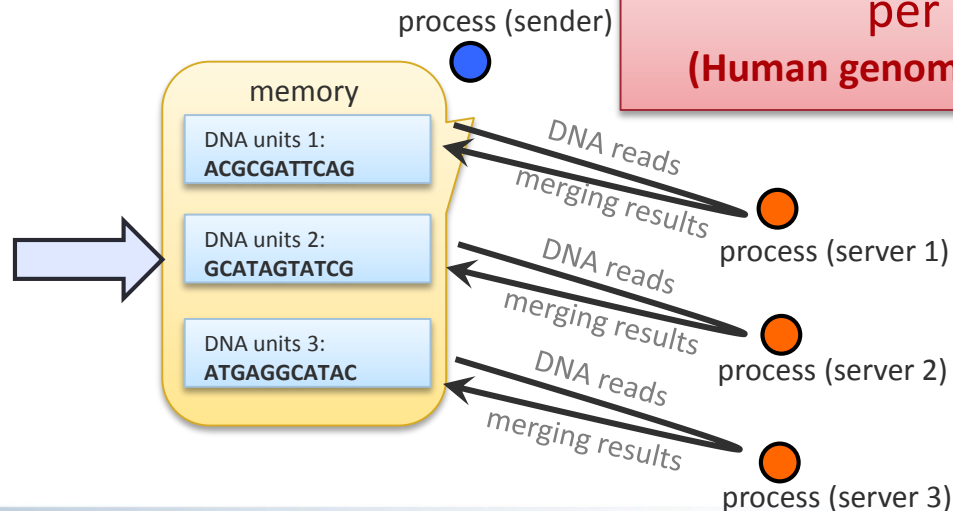 process (sender)
per
(Human genom
memory
DNA units 1:
ACGCGATTCAG
DNA reads
merging results
process (server 1)
DNA units 2:
GCATAGTATCG
DNA reads
merging results
process (server 2)
DNA units 3:
ATGAGGCATAC
DNA reads
merging results
process (server 3)